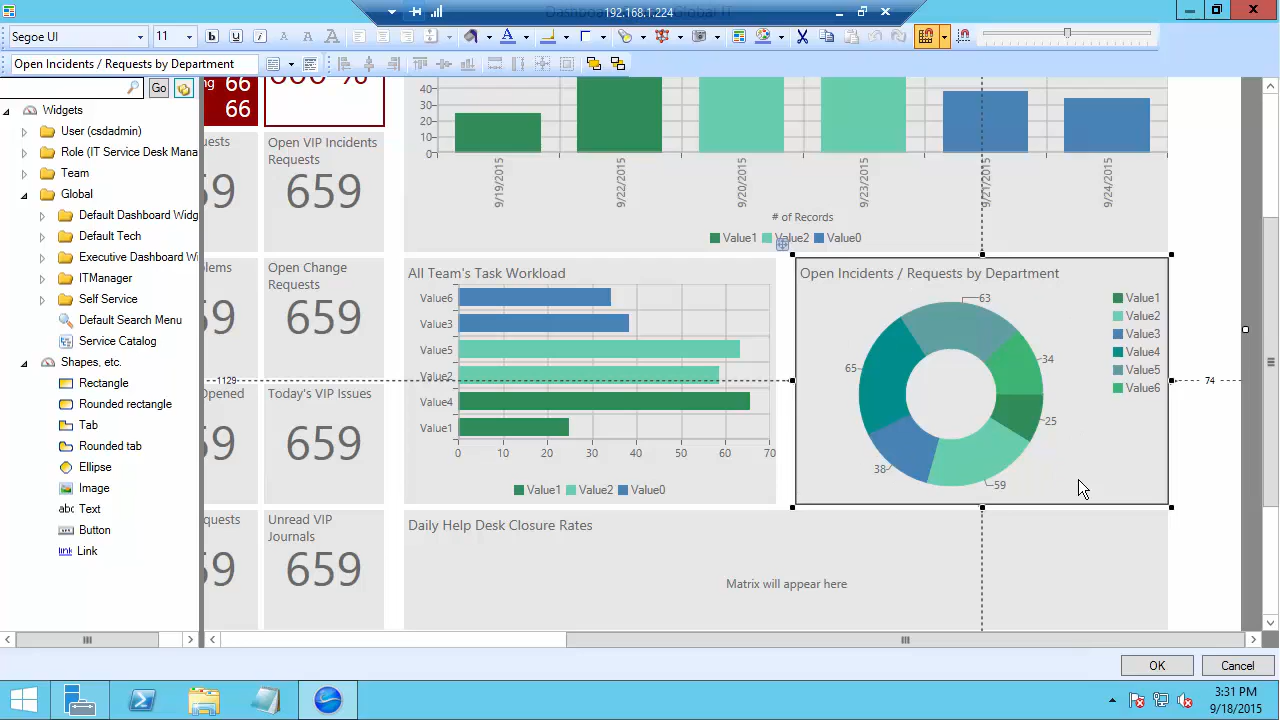 192.168.1.224
Segoe UI
11
Open Incidents / Requests by Department
Go
Widgets
User (csdadmin)
Role (IT Service Desk Mana
Team
Global
Default Dashboard Widg
Default Tech
Executive Dashboard Wi
ITManager
Self Service
Default Search Menu
Service Catalog
Shapes, etc.
Rectangle
Rounded rectangle
Tab
Rounded tab
Ellipse
Image
abc Text
Button
link Link
66
66
uests
Open VIP Incidents
Requests
659
lems
Open Change
Requests
659
Opened
Today's VIP Issues
659
quests
Unread VIP
Journals
659
40
30
20
10
0
9/19/2015
9/22/2015
9/20/2015
9/23/2015
9/21/2015
9/24/2015
# of Records
Value1 Value2 Value0
All Team's Task Workload
Value6
Value3
Value5
Value2
Value4
Value1
0 10 20 30 40 50 60 70
Value1 Value2 Value0
1129
Open Incidents / Requests by Department
63
34
25
59
38
65
Value1
Value2
Value3
Value4
Value5
Value6
74
Daily Help Desk Closure Rates
Matrix will appear here
OK
Cancel
3:31 PM
9/18/2015